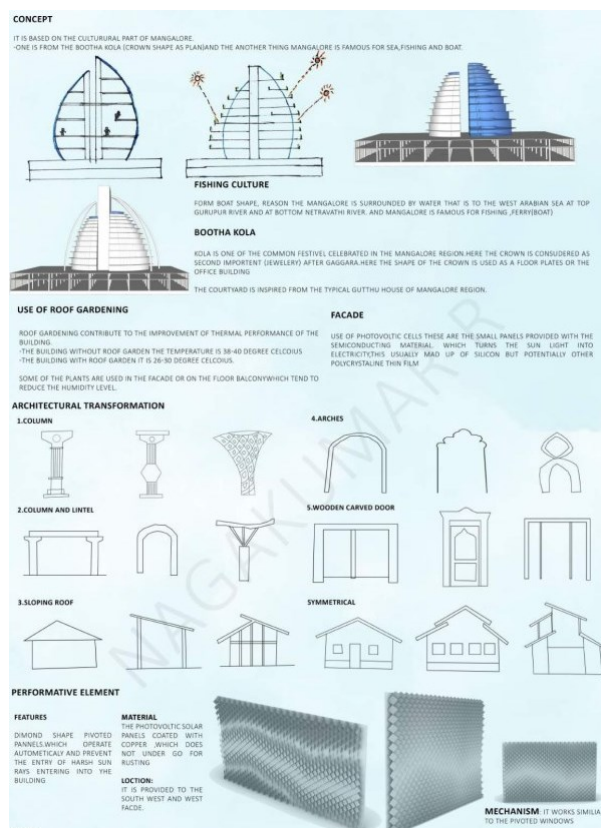 CONCEPT
IT IS BASED ON THE CULTURURAL PART OF MANGALORE.
-ONE IS FROM THE BOOTHA KOLA (CROWN SHAPE AS PLAN)AND THE ANOTHER THING MANGALORE IS FAMOUS FOR SEA,FISHING AND BOAT.
FISHING CULTURE
FORM BOAT SHAPE, REASON THE MANGALORE IS SURROUNDED BY WATER THAT IS TO THE WEST ARABIAN SEA AT TOP
GURUPUR RIVER AND AT BOTTOM NETRAVATHI RIVER. AND MANGALORE IS FAMOUS FOR FISHING ,FERRY(BOAT)
BOOTHA KOLA
KOLA IS ONE OF THE COMMON FESTIVEL CELEBRATED IN THE MANGALORE REGION.HERE THE CROWN IS CONSUDERED AS
SECOND IMPORTENT (JEWELERY) AFTER GAGGARA.HERE THE SHAPE OF THE CROWN IS USED AS A FLOOR PLATES OR THE
OFFICE BUILDING
THE COURTYARD IS INSPIRED FROM THE TYPICAL GUTTHU HOUSE OF MANGALORE REGION.
USE OF ROOF GARDENING
ROOF GARDENING CONTRIBUTE TO THE IMPROVEMENT OF THERMAL PERFORMANCE OF THE
BUILDING.
-THE BUILDING WITHOUT ROOF GARDEN THE TEMPERATURE IS 38-40 DEGREE CELCOIUS
-THE BUILDING WITH ROOF GARDEN IT IS 26-30 DEGREE CELCOIUS.
SOME OF THE PLANTS ARE USED IN THE FACADE OR ON THE FLOOR BALCONYWHICH TEND TO
REDUCE THE HUMIDITY LEVEL.
FACADE
USE OF PHOTOVOLTIC CELLS THESE ARE THE SMALL PANELS PROVIDED WITH THE
SEMICONDUCTING MATERIAL. WHICH TURNS THE SUN LIGHT INTO
ELECTRICITY,THIS USUALLY MAD UP OF SILICON BUT POTENTIALLY OTHER
POLYCRYSTALINE THIN FILM
ARCHITECTURAL TRANSFORMATION
1.COLUMN
4.ARCHES
2.COLUMN AND LINTEL
5.WOODEN CARVED DOOR
3.SLOPING ROOF
SYMMETRICAL
NAGAKUMAR R
PERFORMATIVE ELEMENT
FEATURES
DIMOND SHAPE PIVOTED
PANNELS.WHICH OPERATE
AUTOMETICALY AND PREVENT
THE ENTRY OF HARSH SUN
RAYS ENTERING INTO YHE
BUILDING
MATERIAL
THE PHOTOVOLTIC SOLAR
PANELS COATED WITH
COPPER ,WHICH DOES
NOT UNDER GO FOR
RUSTING
LOCTION:
IT IS PROVIDED TO THE
SOUTH WEST AND WEST
FACDE.
MECHANISM: IT WORKS SIMILIA
TO THE PIVOTED WINDOWS